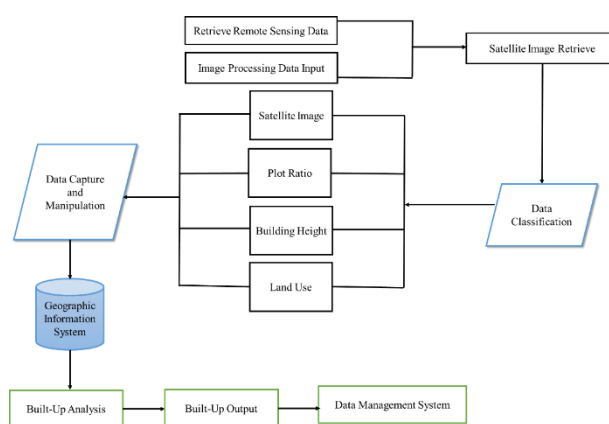 Retrieve Remote Sensing Data
Image Processing Data Input
Satellite Image Retrieve
Satellite Image
Plot Ratio
Building Height
Land Use
Data
Classification
Data Capture
and
Manipulation
Geographic
Information
System
Built-Up Analysis
Built-Up Output
Data Management System